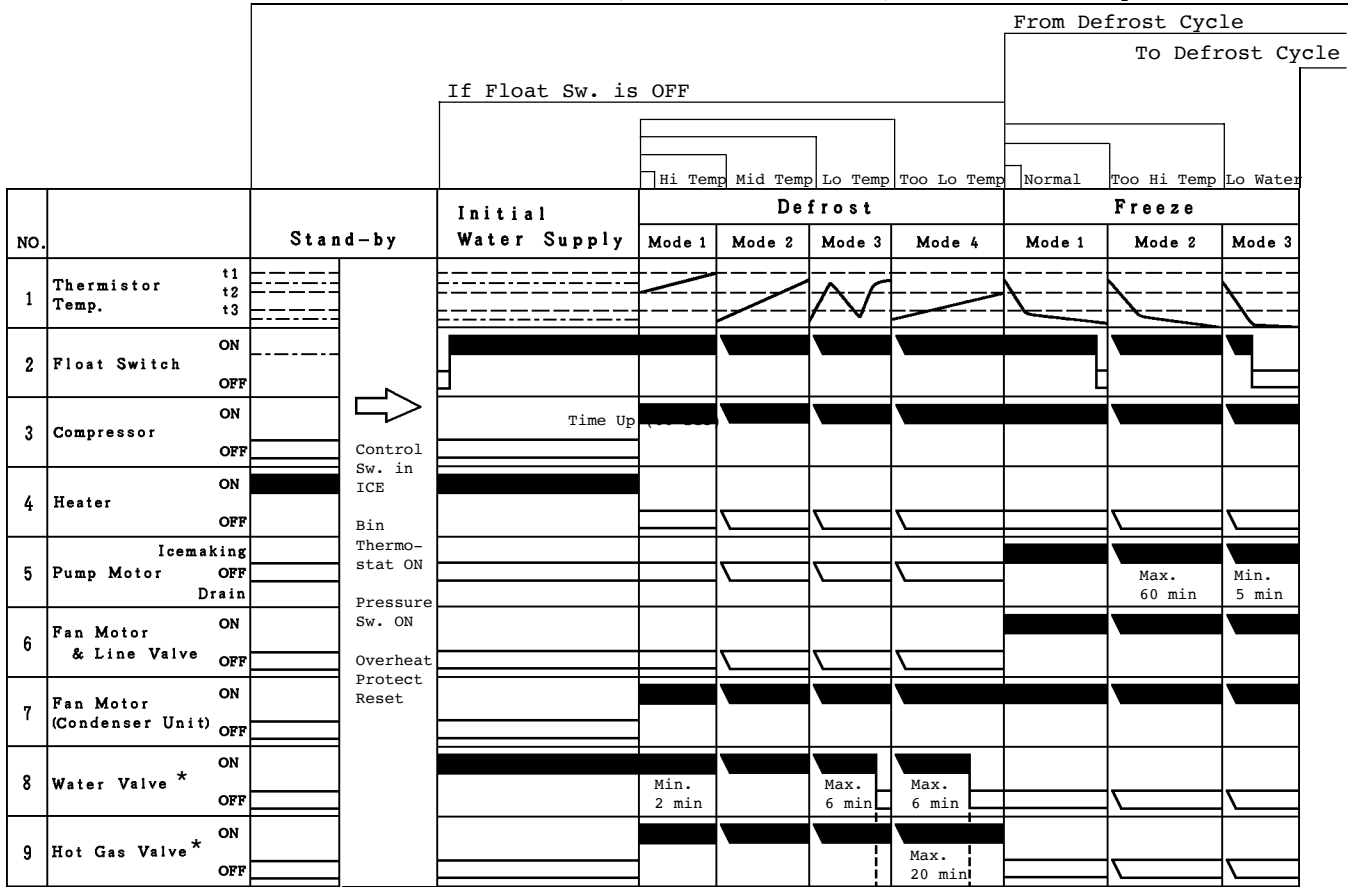 From Defrost Cycle
To Defrost Cycle
If Float Sw. is OFF
Hi Temp Mid Temp Lo Temp Too Lo Temp Normal Too Hi Temp Lo Water
NO. Stand-by Initial Water Supply Defrost Freeze
Mode 1 Mode 2 Mode 3 Mode 4 Mode 1 Mode 2 Mode 3
1 Thermistor Temp. t1 t2 t3
2 Float Switch ON OFF
3 Compressor ON OFF
Time Up
4 Heater ON OFF
5 Pump Motor Icemaking OFF Drain
Max. 60 min
Min. 5 min
6 Fan Motor & Line Valve ON OFF
7 Fan Motor (Condenser Unit) ON OFF
8 Water Valve * ON OFF
Min. 2 min
Max. 6 min
Max. 6 min
9 Hot Gas Valve * ON OFF
Max. 20 min
Control
Sw. in
ICE
Bin
Thermo-
stat ON
Pressure
Sw. ON
Overheat
Protect
Reset